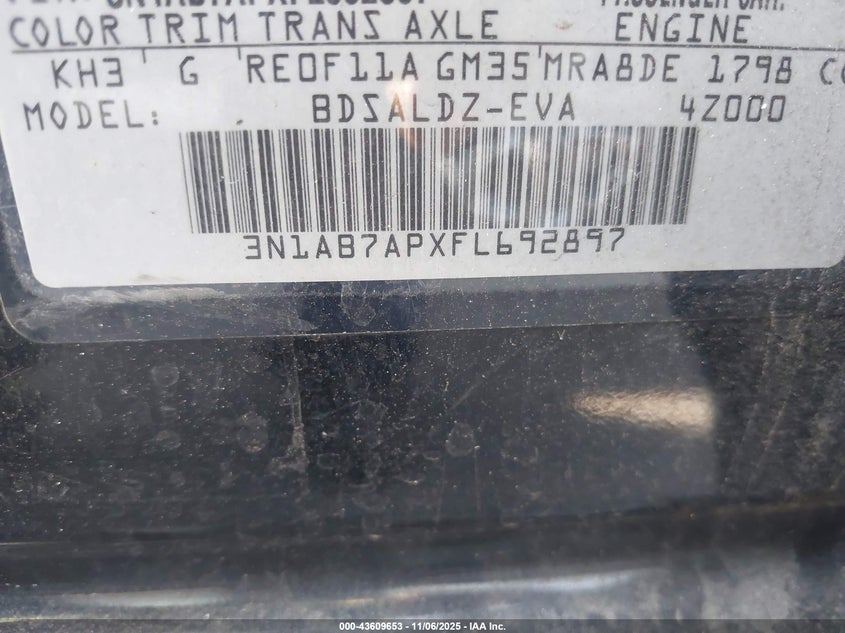 COLOR TRIM TRANS AXLE ENGINE
KH3 G RE0F11A GM35 MRA8DE 1798
MODEL: BDSALDZ-EVA 4Z000
3N1AB7APXFL692897
000-43609653 - 11/06/2025 - IAA Inc.